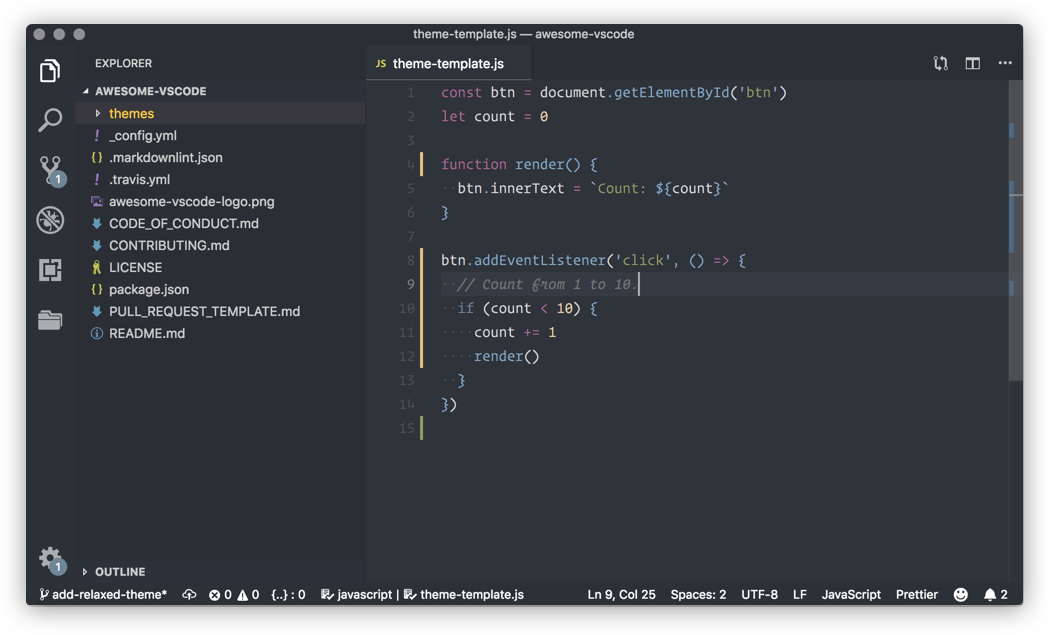 theme-template.js — awesome-vscode
EXPLORER
AWESOME-VSCODE
themes
! _config.yml
{} .markdownlint.json
! .travis.yml
awesome-vscode-logo.png
CODE_OF_CONDUCT.md
CONTRIBUTING.md
LICENSE
{} package.json
PULL_REQUEST_TEMPLATE.md
README.md
OUTLINE
1
1
JS theme-template.js
1 const btn = document.getElementById('btn')
2 let count = 0
3
4 function render() {
5 ··btn.innerText = `Count: ${count}`
6 }
7
8 btn.addEventListener('click', () => {
9 ··// Count from 1 to 10.
10 ··if (count < 10) {
11 ····count += 1
12 ····render()
13 ··}
14 })
15
add-relaxed-theme* 0 0 {..} : 0 javascript | theme-template.js Ln 9, Col 25 Spaces: 2 UTF-8 LF JavaScript Prettier 2